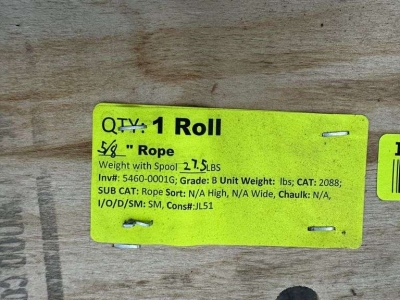 QTY: 1 Roll
5/8 " Rope
Weight with Spool 27.5 LBS
Inv#: 5460-0001G; Grade: B Unit Weight: lbs; CAT: 2088;
SUB CAT: Rope Sort: N/A High, N/A Wide, Chaulk: N/A,
I/O/D/SM: SM, Cons#:JL51